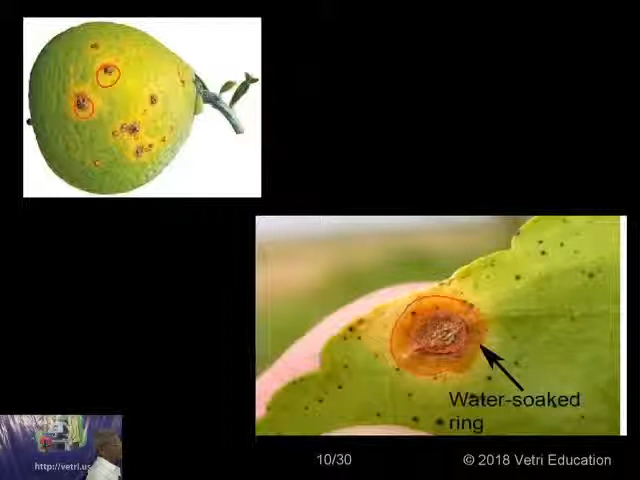 Water-soaked
ring
http://vetri.us
10/30
© 2018 Vetri Education